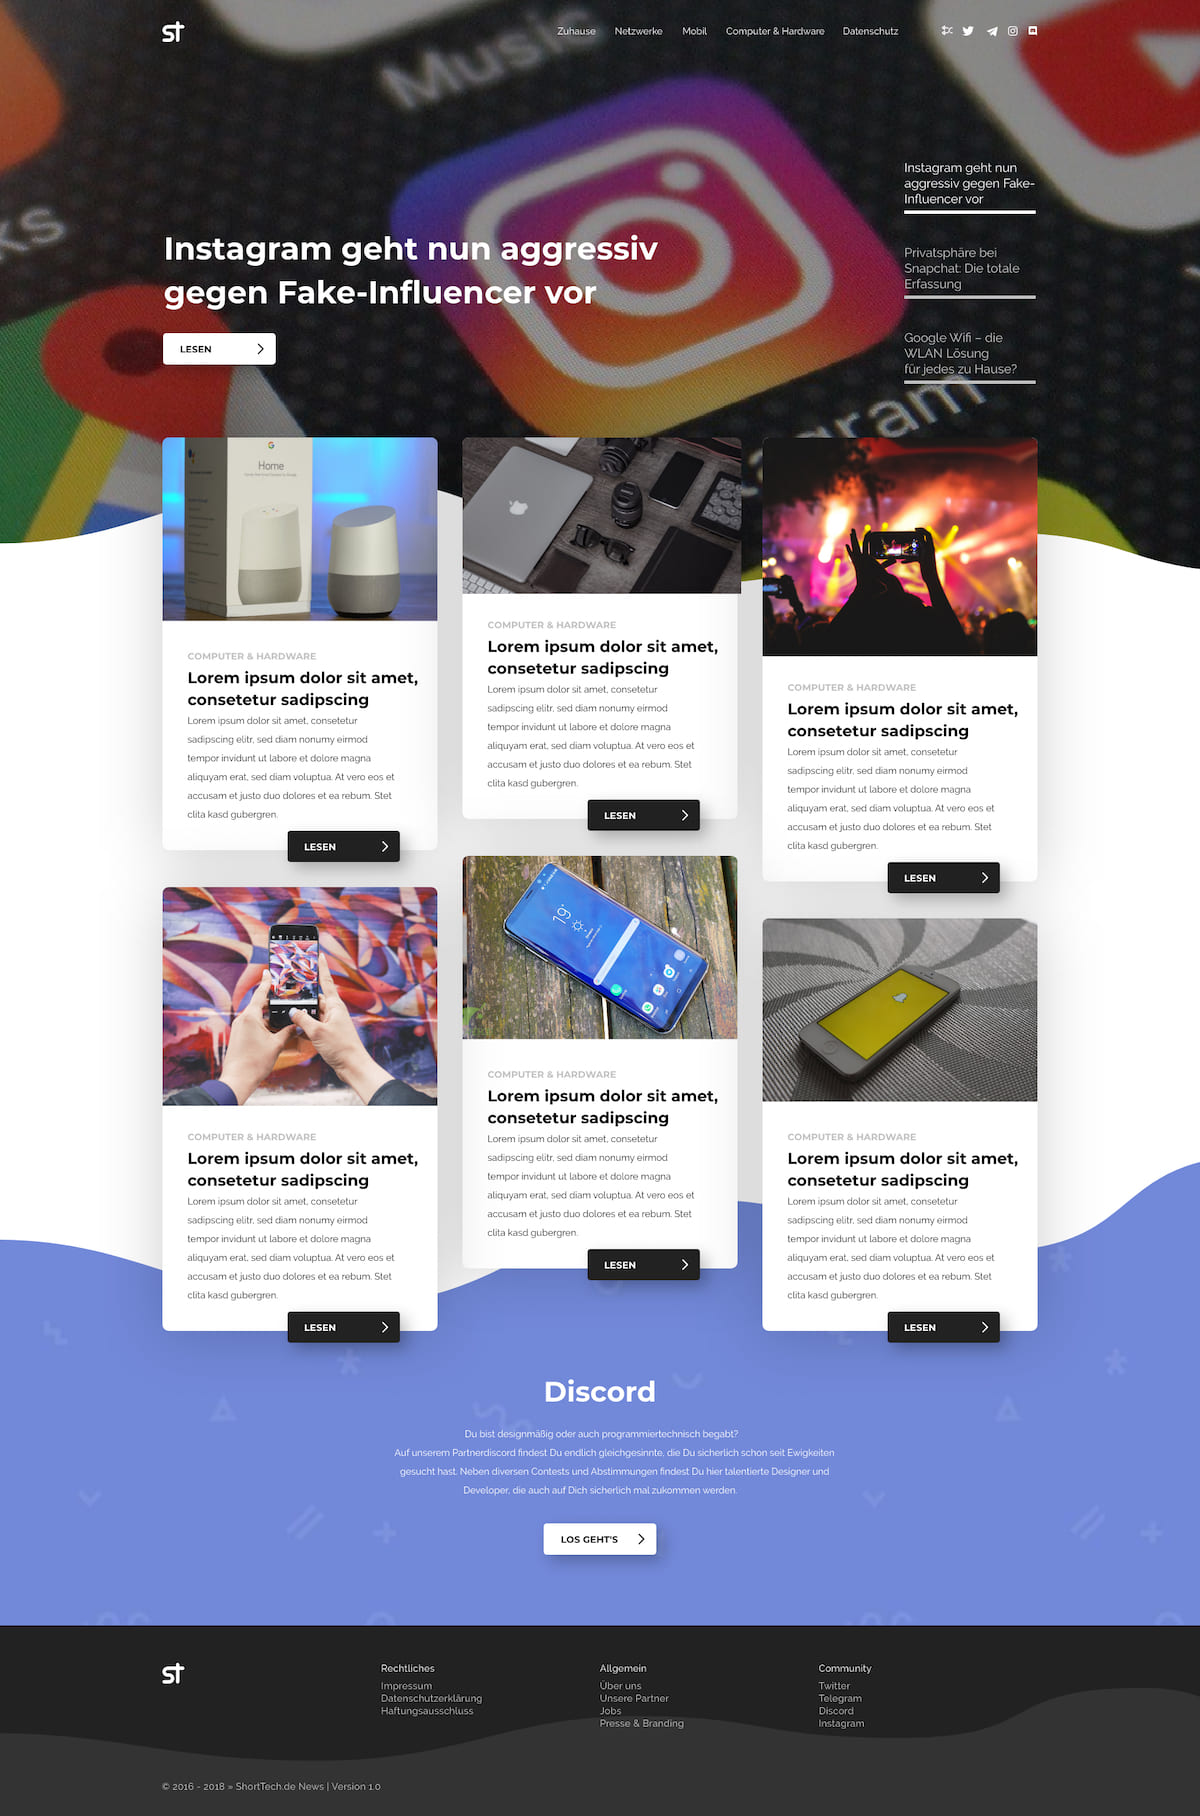 st
Zuhause Netzwerke Mobil Computer & Hardware Datenschutz
Music
Instagram geht nun
aggressiv gegen Fake-
Influencer vor
Instagram geht nun aggressiv
gegen Fake-Influencer vor
LESEN
Privatsphäre bei
Snapchat: Die totale
Erfassung
Google Wifi – die
WLAN Lösung
für jedes zu Hause?
Home
COMPUTER & HARDWARE
Lorem ipsum dolor sit amet,
consetetur sadipscing
Lorem ipsum dolor sit amet, consetetur
sadipscing elitr, sed diam nonumy eirmod
tempor invidunt ut labore et dolore magna
aliquyam erat, sed diam voluptua. At vero eos et
accusam et justo duo dolores et ea rebum. Stet
clita kasd gubergren.
LESEN
COMPUTER & HARDWARE
Lorem ipsum dolor sit amet,
consetetur sadipscing
Lorem ipsum dolor sit amet, consetetur
sadipscing elitr, sed diam nonumy eirmod
tempor invidunt ut labore et dolore magna
aliquyam erat, sed diam voluptua. At vero eos et
accusam et justo duo dolores et ea rebum. Stet
clita kasd gubergren.
LESEN
COMPUTER & HARDWARE
Lorem ipsum dolor sit amet,
consetetur sadipscing
Lorem ipsum dolor sit amet, consetetur
sadipscing elitr, sed diam nonumy eirmod
tempor invidunt ut labore et dolore magna
aliquyam erat, sed diam voluptua. At vero eos et
accusam et justo duo dolores et ea rebum. Stet
clita kasd gubergren.
LESEN
COMPUTER & HARDWARE
Lorem ipsum dolor sit amet,
consetetur sadipscing
Lorem ipsum dolor sit amet, consetetur
sadipscing elitr, sed diam nonumy eirmod
tempor invidunt ut labore et dolore magna
aliquyam erat, sed diam voluptua. At vero eos et
accusam et justo duo dolores et ea rebum. Stet
clita kasd gubergren.
LESEN
19°
COMPUTER & HARDWARE
Lorem ipsum dolor sit amet,
consetetur sadipscing
Lorem ipsum dolor sit amet, consetetur
sadipscing elitr, sed diam nonumy eirmod
tempor invidunt ut labore et dolore magna
aliquyam erat, sed diam voluptua. At vero eos et
accusam et justo duo dolores et ea rebum. Stet
clita kasd gubergren.
LESEN
COMPUTER & HARDWARE
Lorem ipsum dolor sit amet,
consetetur sadipscing
Lorem ipsum dolor sit amet, consetetur
sadipscing elitr, sed diam nonumy eirmod
tempor invidunt ut labore et dolore magna
aliquyam erat, sed diam voluptua. At vero eos et
accusam et justo duo dolores et ea rebum. Stet
clita kasd gubergren.
LESEN
Discord
Du bist designmäßig oder auch programmiertechnisch begabt?
Auf unserem Partnerdiscord findest Du endlich gleichgesinnte, die Du sicherlich schon seit Ewigkeiten
gesucht hast. Neben diversen Contests und Abstimmungen findest Du hier talentierte Designer und
Developer, die auch auf Dich sicherlich mal zukommen werden.
LOS GEHT'S
st
Rechtliches
Impressum
Datenschutzerklärung
Haftungsausschluss
Allgemein
Über uns
Unsere Partner
Jobs
Presse & Branding
Community
Twitter
Telegram
Discord
Instagram
© 2016 - 2018 » ShortTech.de News | Version 1.0